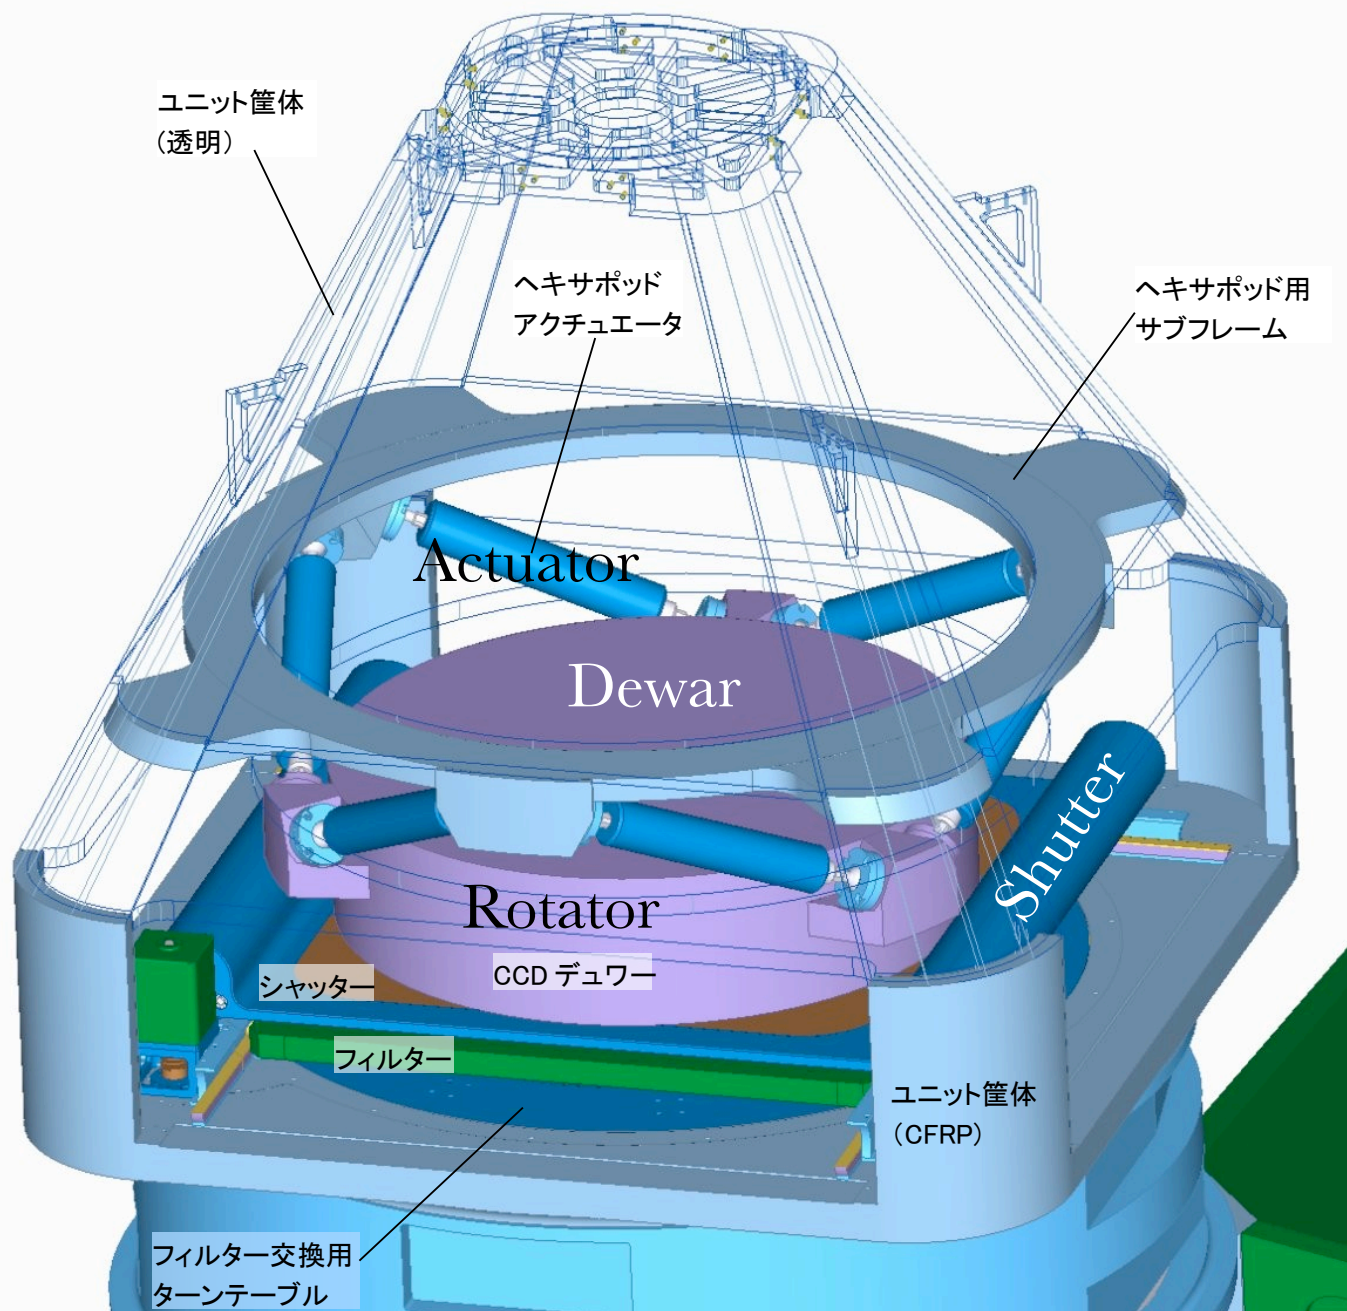 ユニット筐体
(透明)
ヘキサポッド
アクチュエータ
ヘキサポッド用
サブフレーム
Actuator
Dewar
Shutter
Rotator
CCD デュワー
シャッター
フィルター
ユニット筐体
(CFRP)
フィルター交換用
ターンテーブル